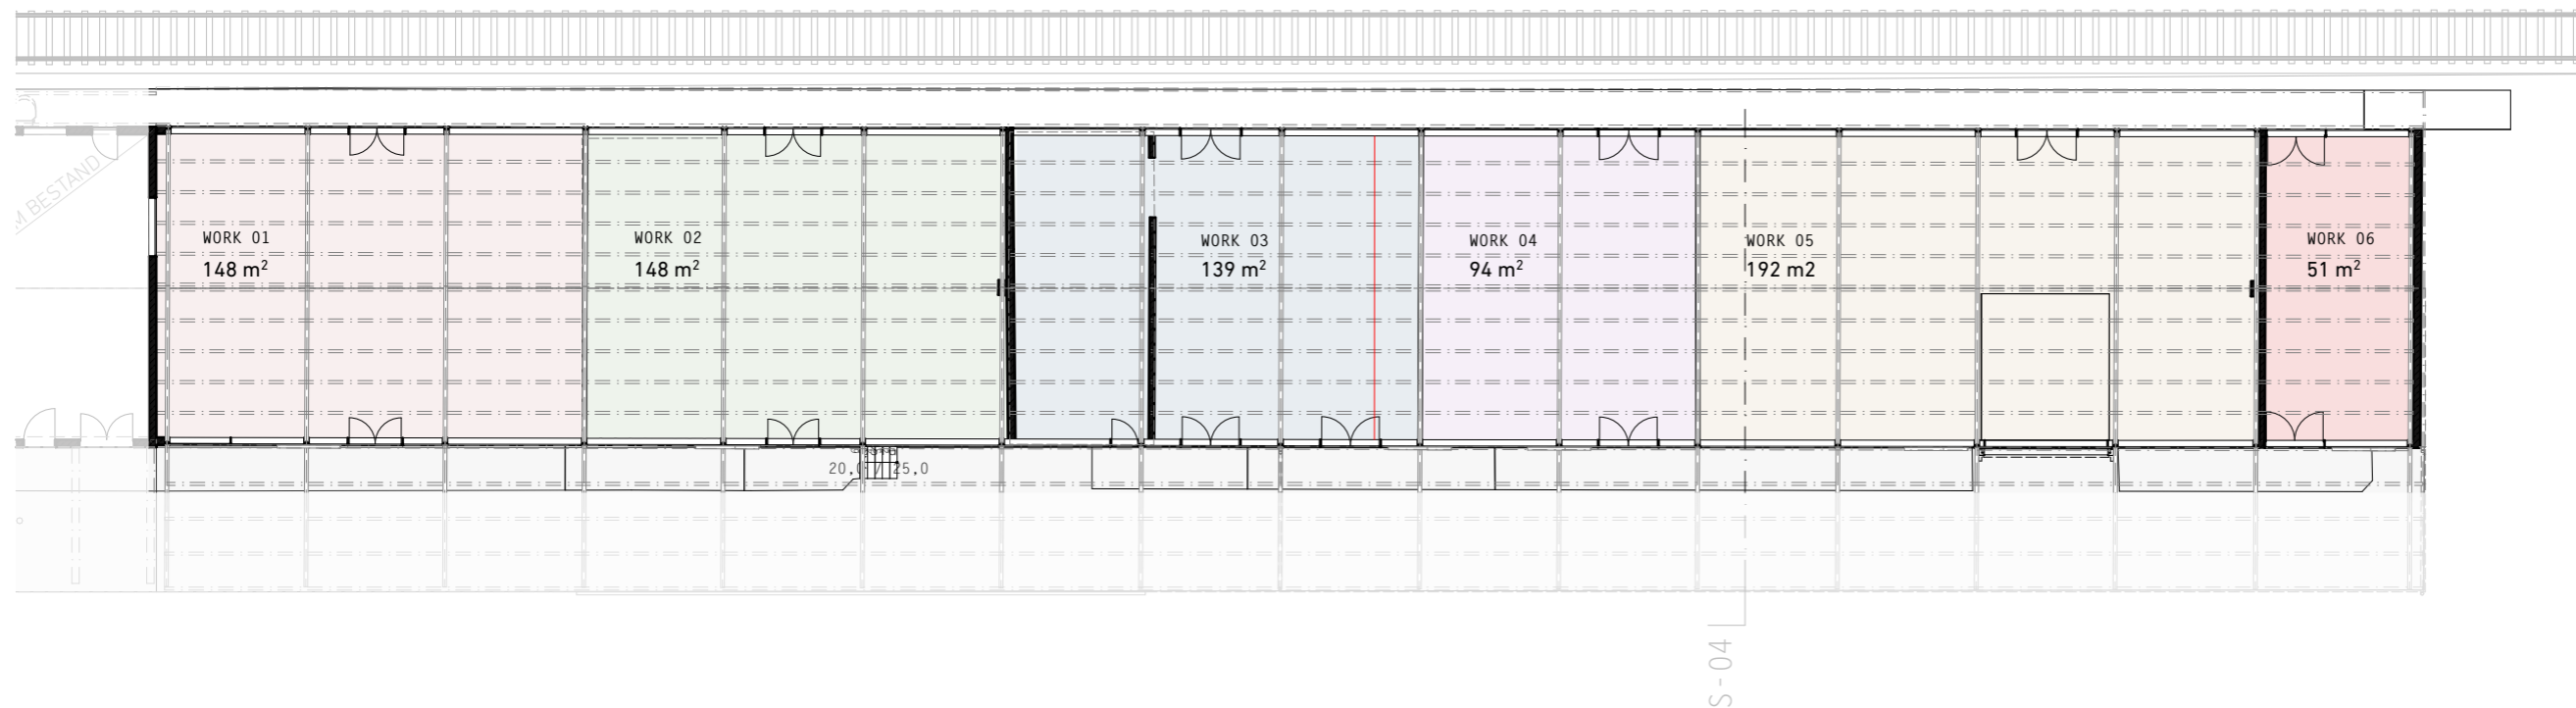 M BESTAND
WORK 01
148 m²
WORK 02
148 m²
WORK 03
139 m²
WORK 04
94 m²
WORK 05
192 m2
WORK 06
51 m²
S-04